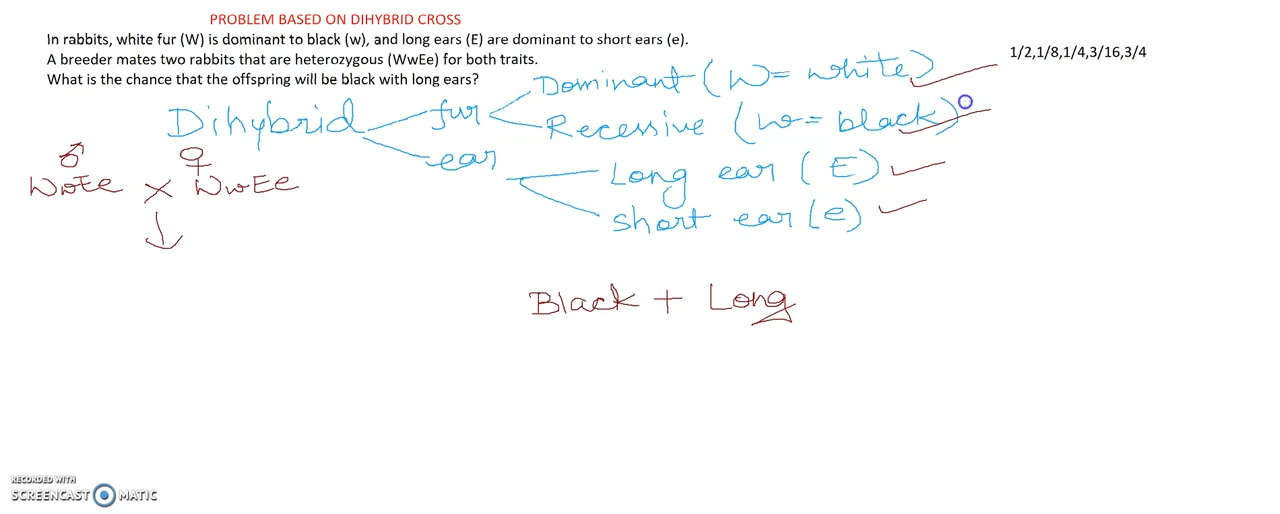 PROBLEM BASED ON DIHYBRID CROSS
In rabbits, white fur (W) is dominant to black (w), and long ears (E) are dominant to short ears (e).
A breeder mates two rabbits that are heterozygous (WwEe) for both traits.
What is the chance that the offspring will be black with long ears?
1/2,1/8,1/4,3/16,3/4
Dihybrid
fur
Dominant (W = white)
Recessive (w = black)
ear
Long ear (E)
Short ear (e)
♂ ♀
WwEe × WwEe
Black + Long
RECORDED WITH
SCREENCAST MATIC